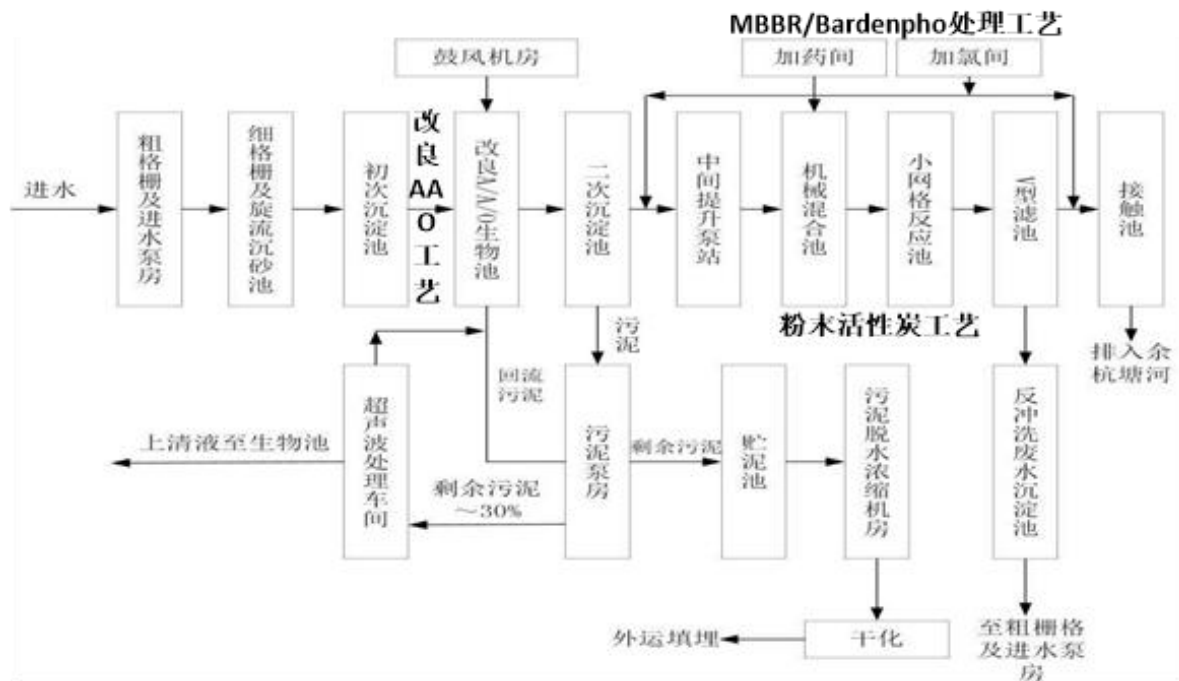 MBBR/Bardenpho处理工艺
鼓风机房
加药间
加氯间
进水
粗格栅及进水泵房
细格栅及旋流沉砂池
初次沉淀池
改良AAO工艺
改良A/A/O生物池
二次沉淀池
中间提升泵站
机械混合池
小网格反应池
V型滤池
接触池
粉末活性炭工艺
污泥
排入余
杭塘河
回流
污泥
超声波处理车间
上清液至生物池
剩余污泥
～30%
污泥泵房
剩余污泥
贮泥池
污泥脱水浓缩机房
反冲洗废水沉淀池
干化
外运填埋
至粗栅格
及进水泵
房